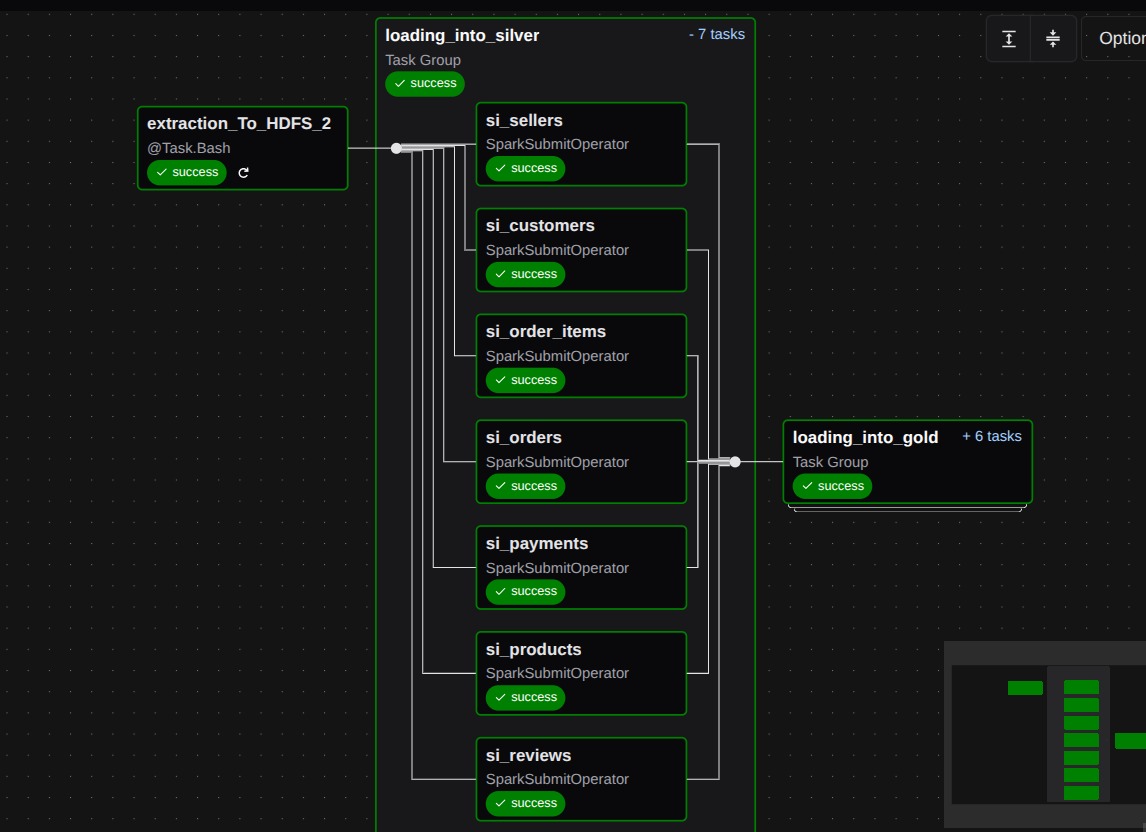 loading_into_silver - 7 tasks
Task Group
success
extraction_To_HDFS_2
@Task.Bash
success
si_sellers
SparkSubmitOperator
success
si_customers
SparkSubmitOperator
success
si_order_items
SparkSubmitOperator
success
si_orders
SparkSubmitOperator
success
si_payments
SparkSubmitOperator
success
si_products
SparkSubmitOperator
success
si_reviews
SparkSubmitOperator
success
loading_into_gold + 6 tasks
Task Group
success
Option